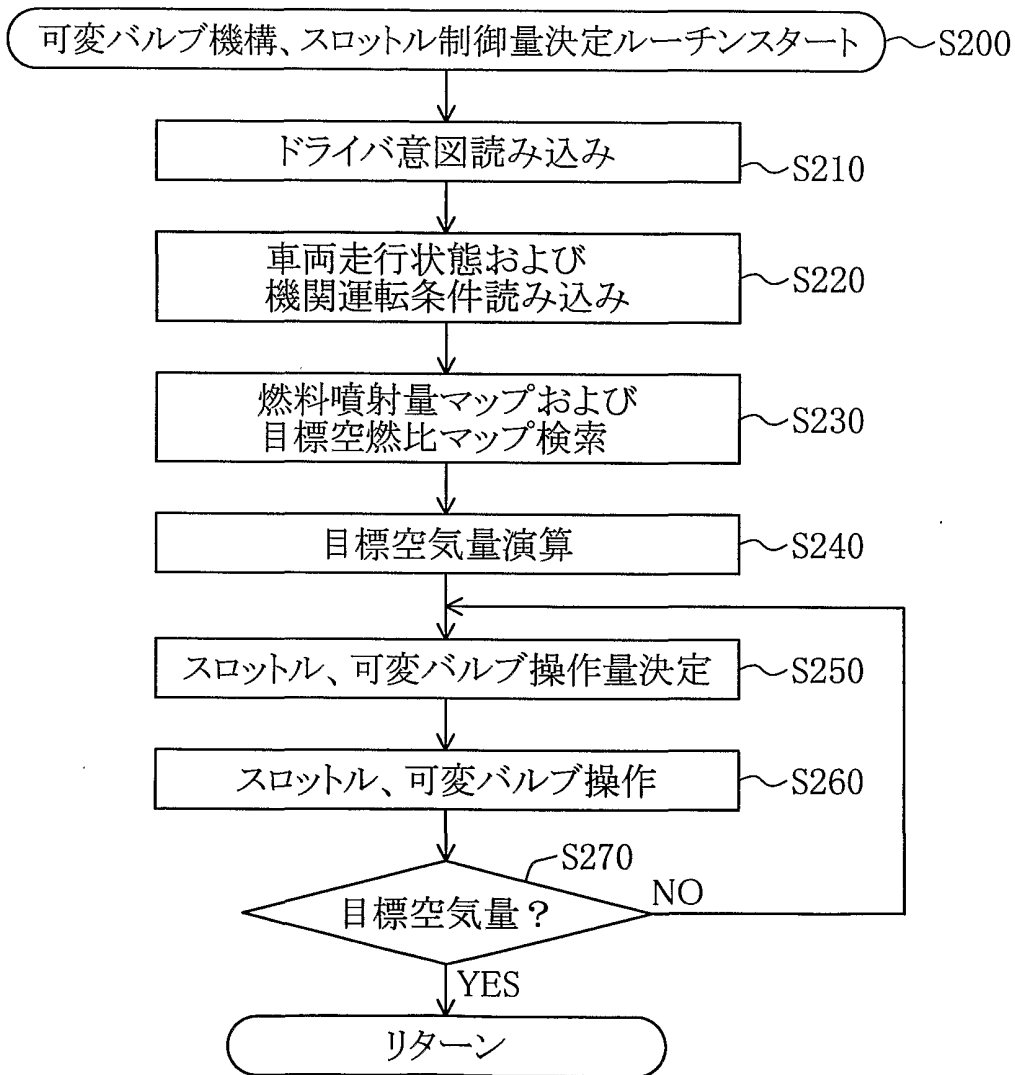 可変バルブ機構、スロットル制御量決定ルーチンスタート
S200
ドライバ意図読み込み
S210
車両走行状態および
機関運転条件読み込み
S220
燃料噴射量マップおよび
目標空燃比マップ検索
S230
目標空気量演算
S240
スロットル、可変バルブ操作量決定
S250
スロットル、可変バルブ操作
S260
S270
目標空気量？
NO
YES
リターン